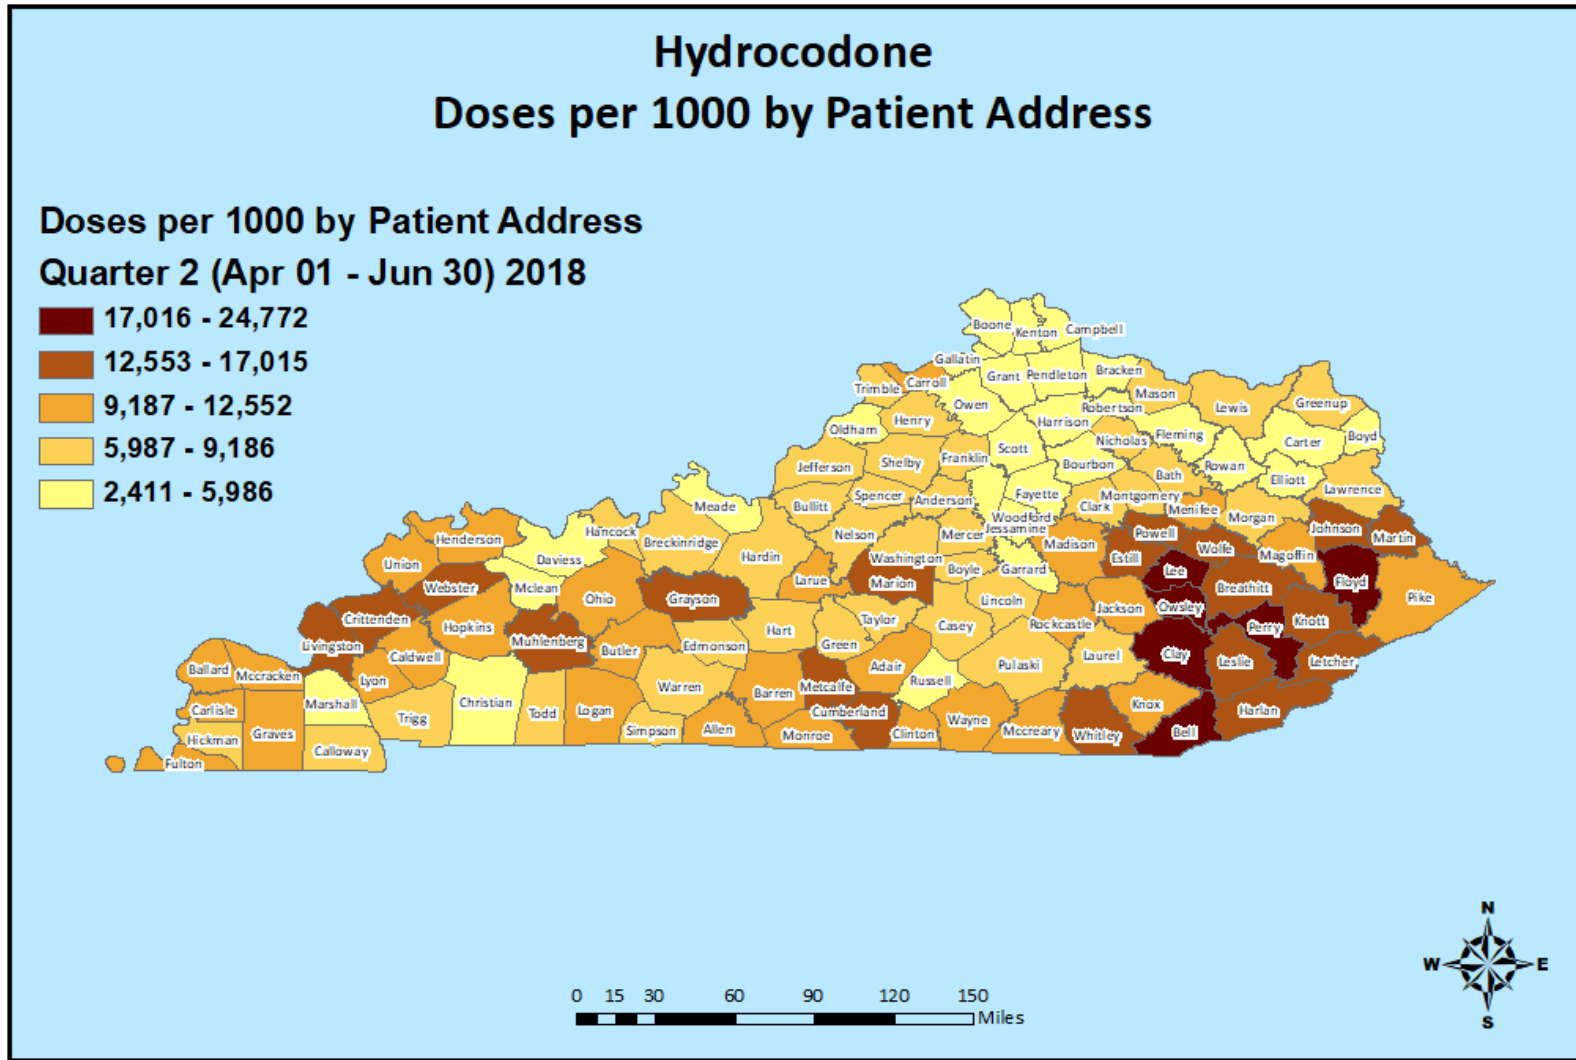 Hydrocodone
Doses per 1000 by Patient Address
Doses per 1000 by Patient Address
Quarter 2 (Apr 01 - Jun 30) 2018
17,016 - 24,772
12,553 - 17,015
9,187 - 12,552
5,987 - 9,186
2,411 - 5,986
Boone
Kenton
Campbell
Gallatin
Grant
Pendleton
Bracken
Trimble
Carroll
Owen
Mason
Robertson
Lewis
Greenup
Oldham
Henry
Harrison
Nicholas
Fleming
Carter
Boyd
Jefferson
Shelby
Franklin
Scott
Bourbon
Bath
Rowan
Elliott
Lawrence
Meade
Bullitt
Spencer
Anderson
Fayette
Woodford
Jessamine
Clark
Montgomery
Menifee
Morgan
Johnson
Martin
Henderson
Hancock
Daviess
Breckinridge
Hardin
Nelson
Mercer
Washington
Madison
Estill
Powell
Wolfe
Magoffin
Union
Webster
Mclean
Ohio
Grayson
Larue
Marion
Boyle
Garrard
Lee
Breathitt
Floyd
Pike
Crittenden
Livingston
Hopkins
Muhlenberg
Butler
Edmonson
Hart
Green
Taylor
Casey
Lincoln
Rockcastle
Jackson
Owsley
Perry
Knott
Ballard
Mccracken
Lyon
Caldwell
Warren
Barren
Metcalfe
Adair
Russell
Pulaski
Laurel
Clay
Leslie
Letcher
Carlisle
Graves
Marshall
Trigg
Christian
Todd
Logan
Simpson
Allen
Monroe
Cumberland
Clinton
Wayne
Mccreary
Whitley
Knox
Bell
Harlan
Hickman
Fulton
Calloway
N
W E
S
0 15 30 60 90 120 150
Miles